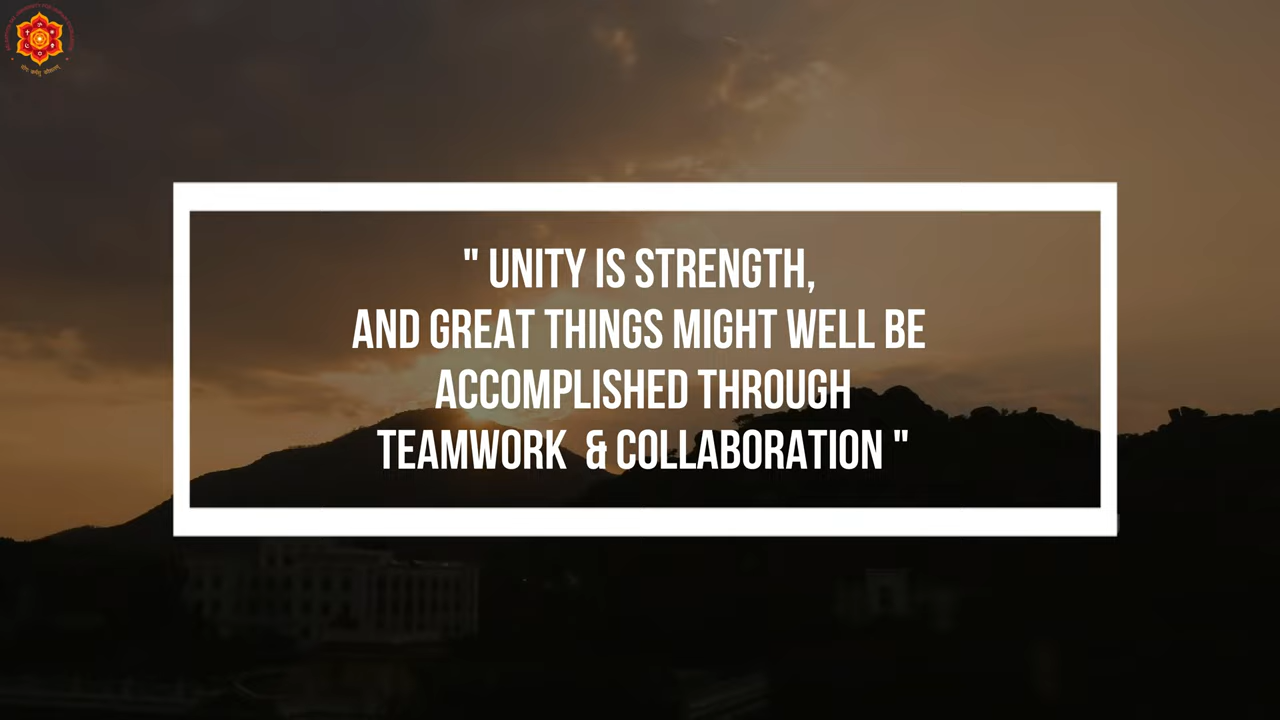 " UNITY IS STRENGTH,
AND GREAT THINGS MIGHT WELL BE
ACCOMPLISHED THROUGH
TEAMWORK & COLLABORATION "